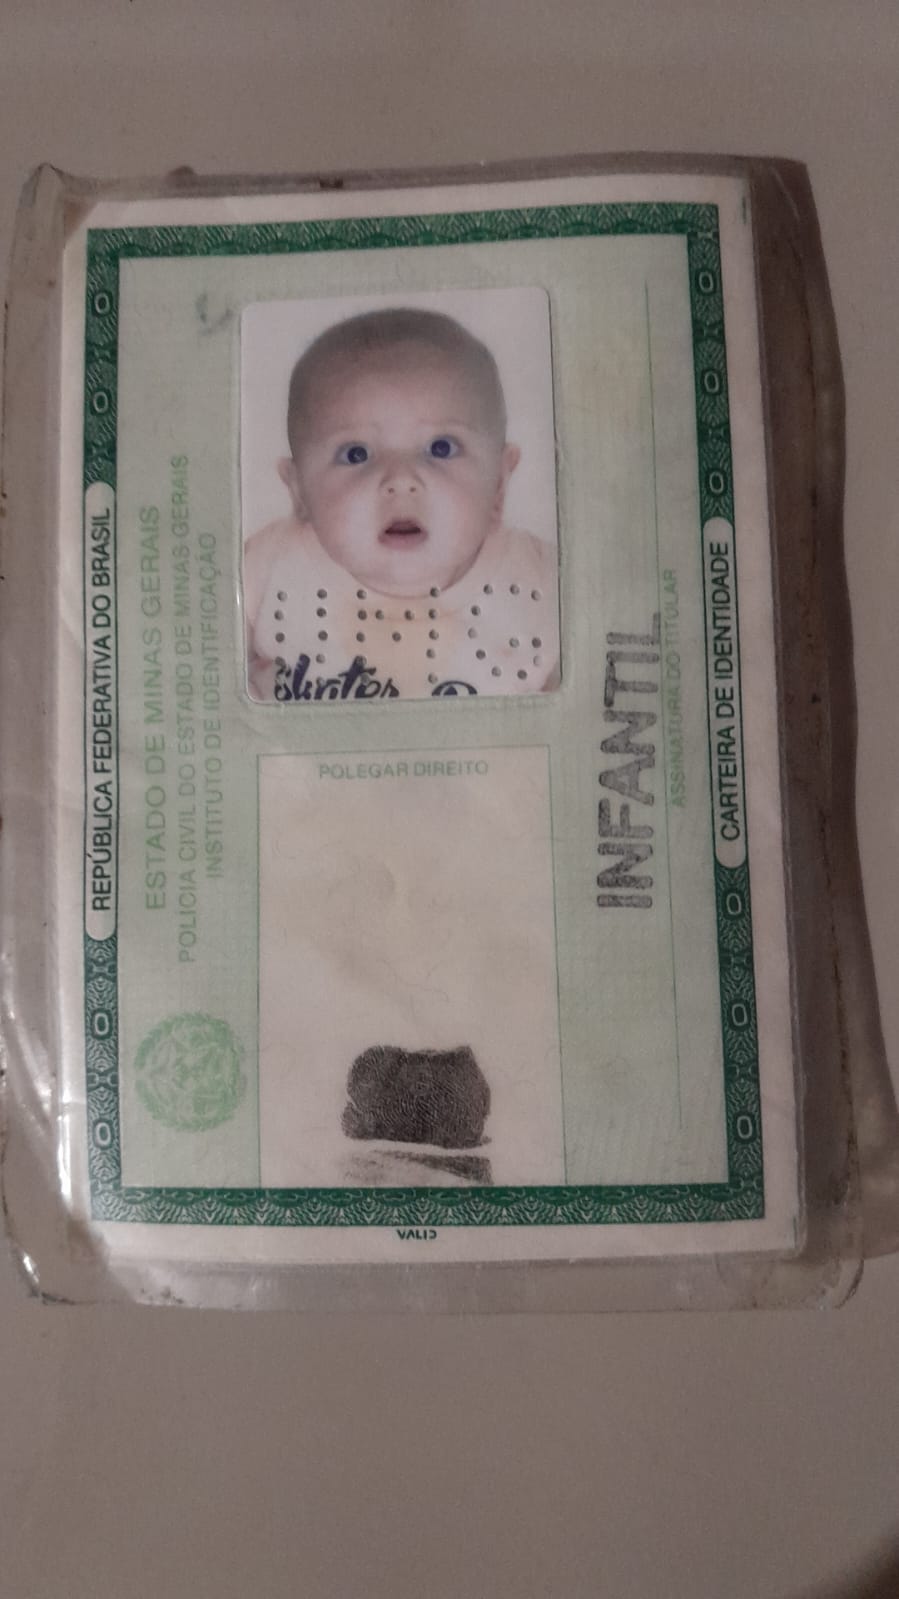 REPÚBLICA FEDERATIVA DO BRASIL
ESTADO DE MINAS GERAIS
POLICIA CIVIL DO ESTADO DE MINAS GERAIS
INSTITUTO DE IDENTIFICAÇÃO
POLEGAR DIREITO
INFANTIL
ASSINATURA DO TITULAR
CARTEIRA DE IDENTIDADE
VALID